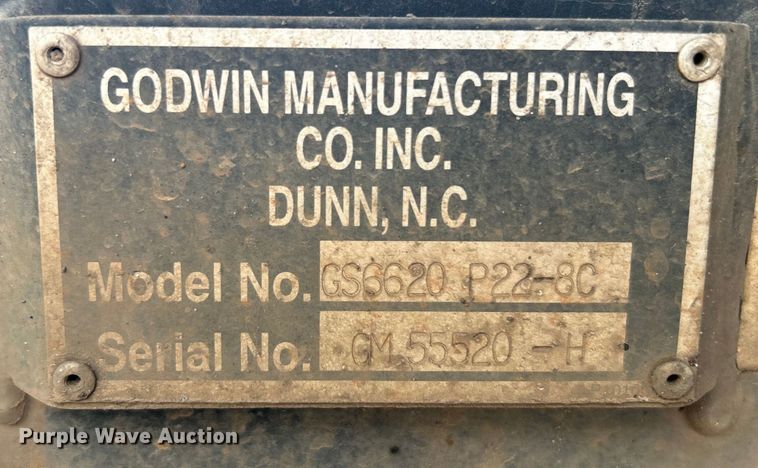 GODWIN MANUFACTURING
CO. INC.
DUNN, N.C.
Model No. GS6620 P22-8C
Serial No. GM 55520 - H
Purple Wave Auction